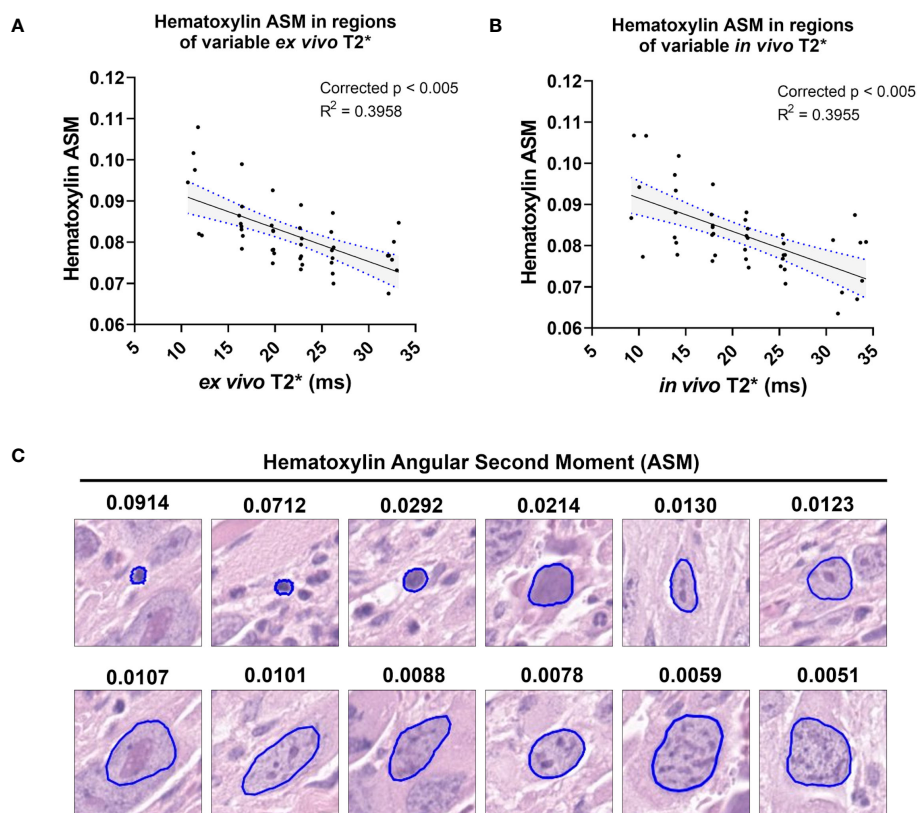 A
Hematoxylin ASM in regions
of variable ex vivo T2*
Corrected p < 0.005
R² = 0.3958
0.12
0.11
0.10
0.09
0.08
0.07
0.06
Hematoxylin ASM
5 10 15 20 25 30 35
ex vivo T2* (ms)
B
Hematoxylin ASM in regions
of variable in vivo T2*
Corrected p < 0.005
R² = 0.3955
0.12
0.11
0.10
0.09
0.08
0.07
0.06
Hematoxylin ASM
5 10 15 20 25 30 35
in vivo T2* (ms)
C
Hematoxylin Angular Second Moment (ASM)
0.0914 0.0712 0.0292 0.0214 0.0130 0.0123
0.0107 0.0101 0.0088 0.0078 0.0059 0.0051